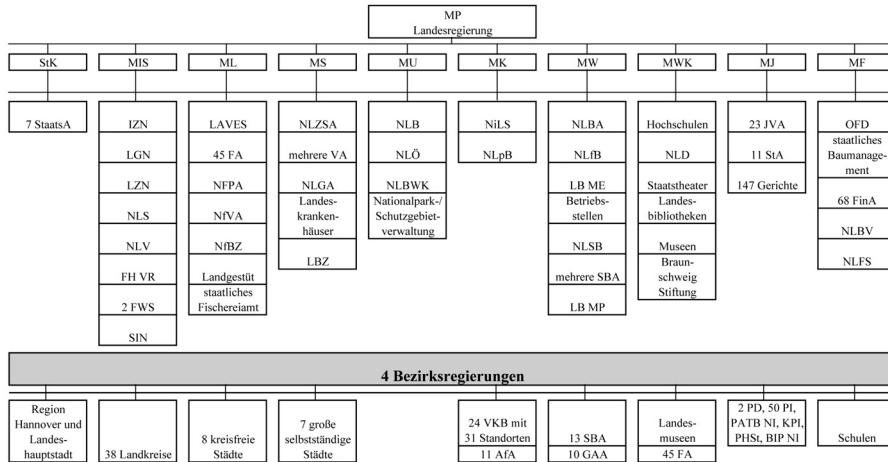 MP
Landesregierung
StK
MIS
ML
MS
MU
MK
MW
MWK
MJ
MF
7 StaatsA
IZN
LGN
LZN
NLS
NLV
FH VR
2 FWS
SIN
LAVES
45 FA
NFPA
NfVA
NfBZ
Landgestüt
staatliches
Fischereiamt
NLZSA
mehrere VA
NLGA
Landes-
kranken-
häuser
LBZ
NLB
NLÖ
NLBWK
Nationalpark-/
Schutzgebiet-
verwaltung
NiLS
NLpB
NLBA
NLfB
LB ME
Betriebs-
stellen
NLSB
mehrere SBA
LB MP
Hochschulen
NLD
Staatstheater
Landes-
bibliotheken
Museen
Braun-
schweig
Stiftung
23 JVA
11 StA
147 Gerichte
OFD
staatliches
Baumanage-
ment
68 FinA
NLBV
NLFS
4 Bezirksregierungen
Region
Hannover und
Landes-
hauptstadt
38 Landkreise
8 kreisfreie
Städte
7 große
selbstständige
Städte
24 VKB mit
31 Standorten
11 AfA
13 SBA
10 GAA
Landes-
museen
45 FA
2 PD, 50 PI,
PATB NI, KPI,
PHSt, BIP NI
Schulen